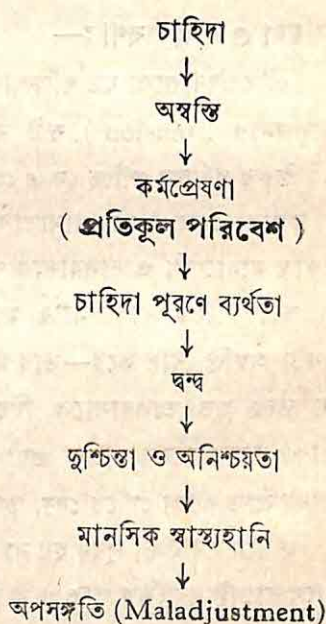 চাহিদা
↓
অস্বস্তি
↓
কর্মপ্রেষণা
( প্রতিকূল পরিবেশ )
↓
চাহিদা পূরণে ব্যর্থতা
↓
দ্বন্দ্ব
↓
দুশ্চিন্তা ও অনিশ্চয়তা
↓
মানসিক স্বাস্থ্যহানি
↓
অপসঙ্গতি (Maladjustment)